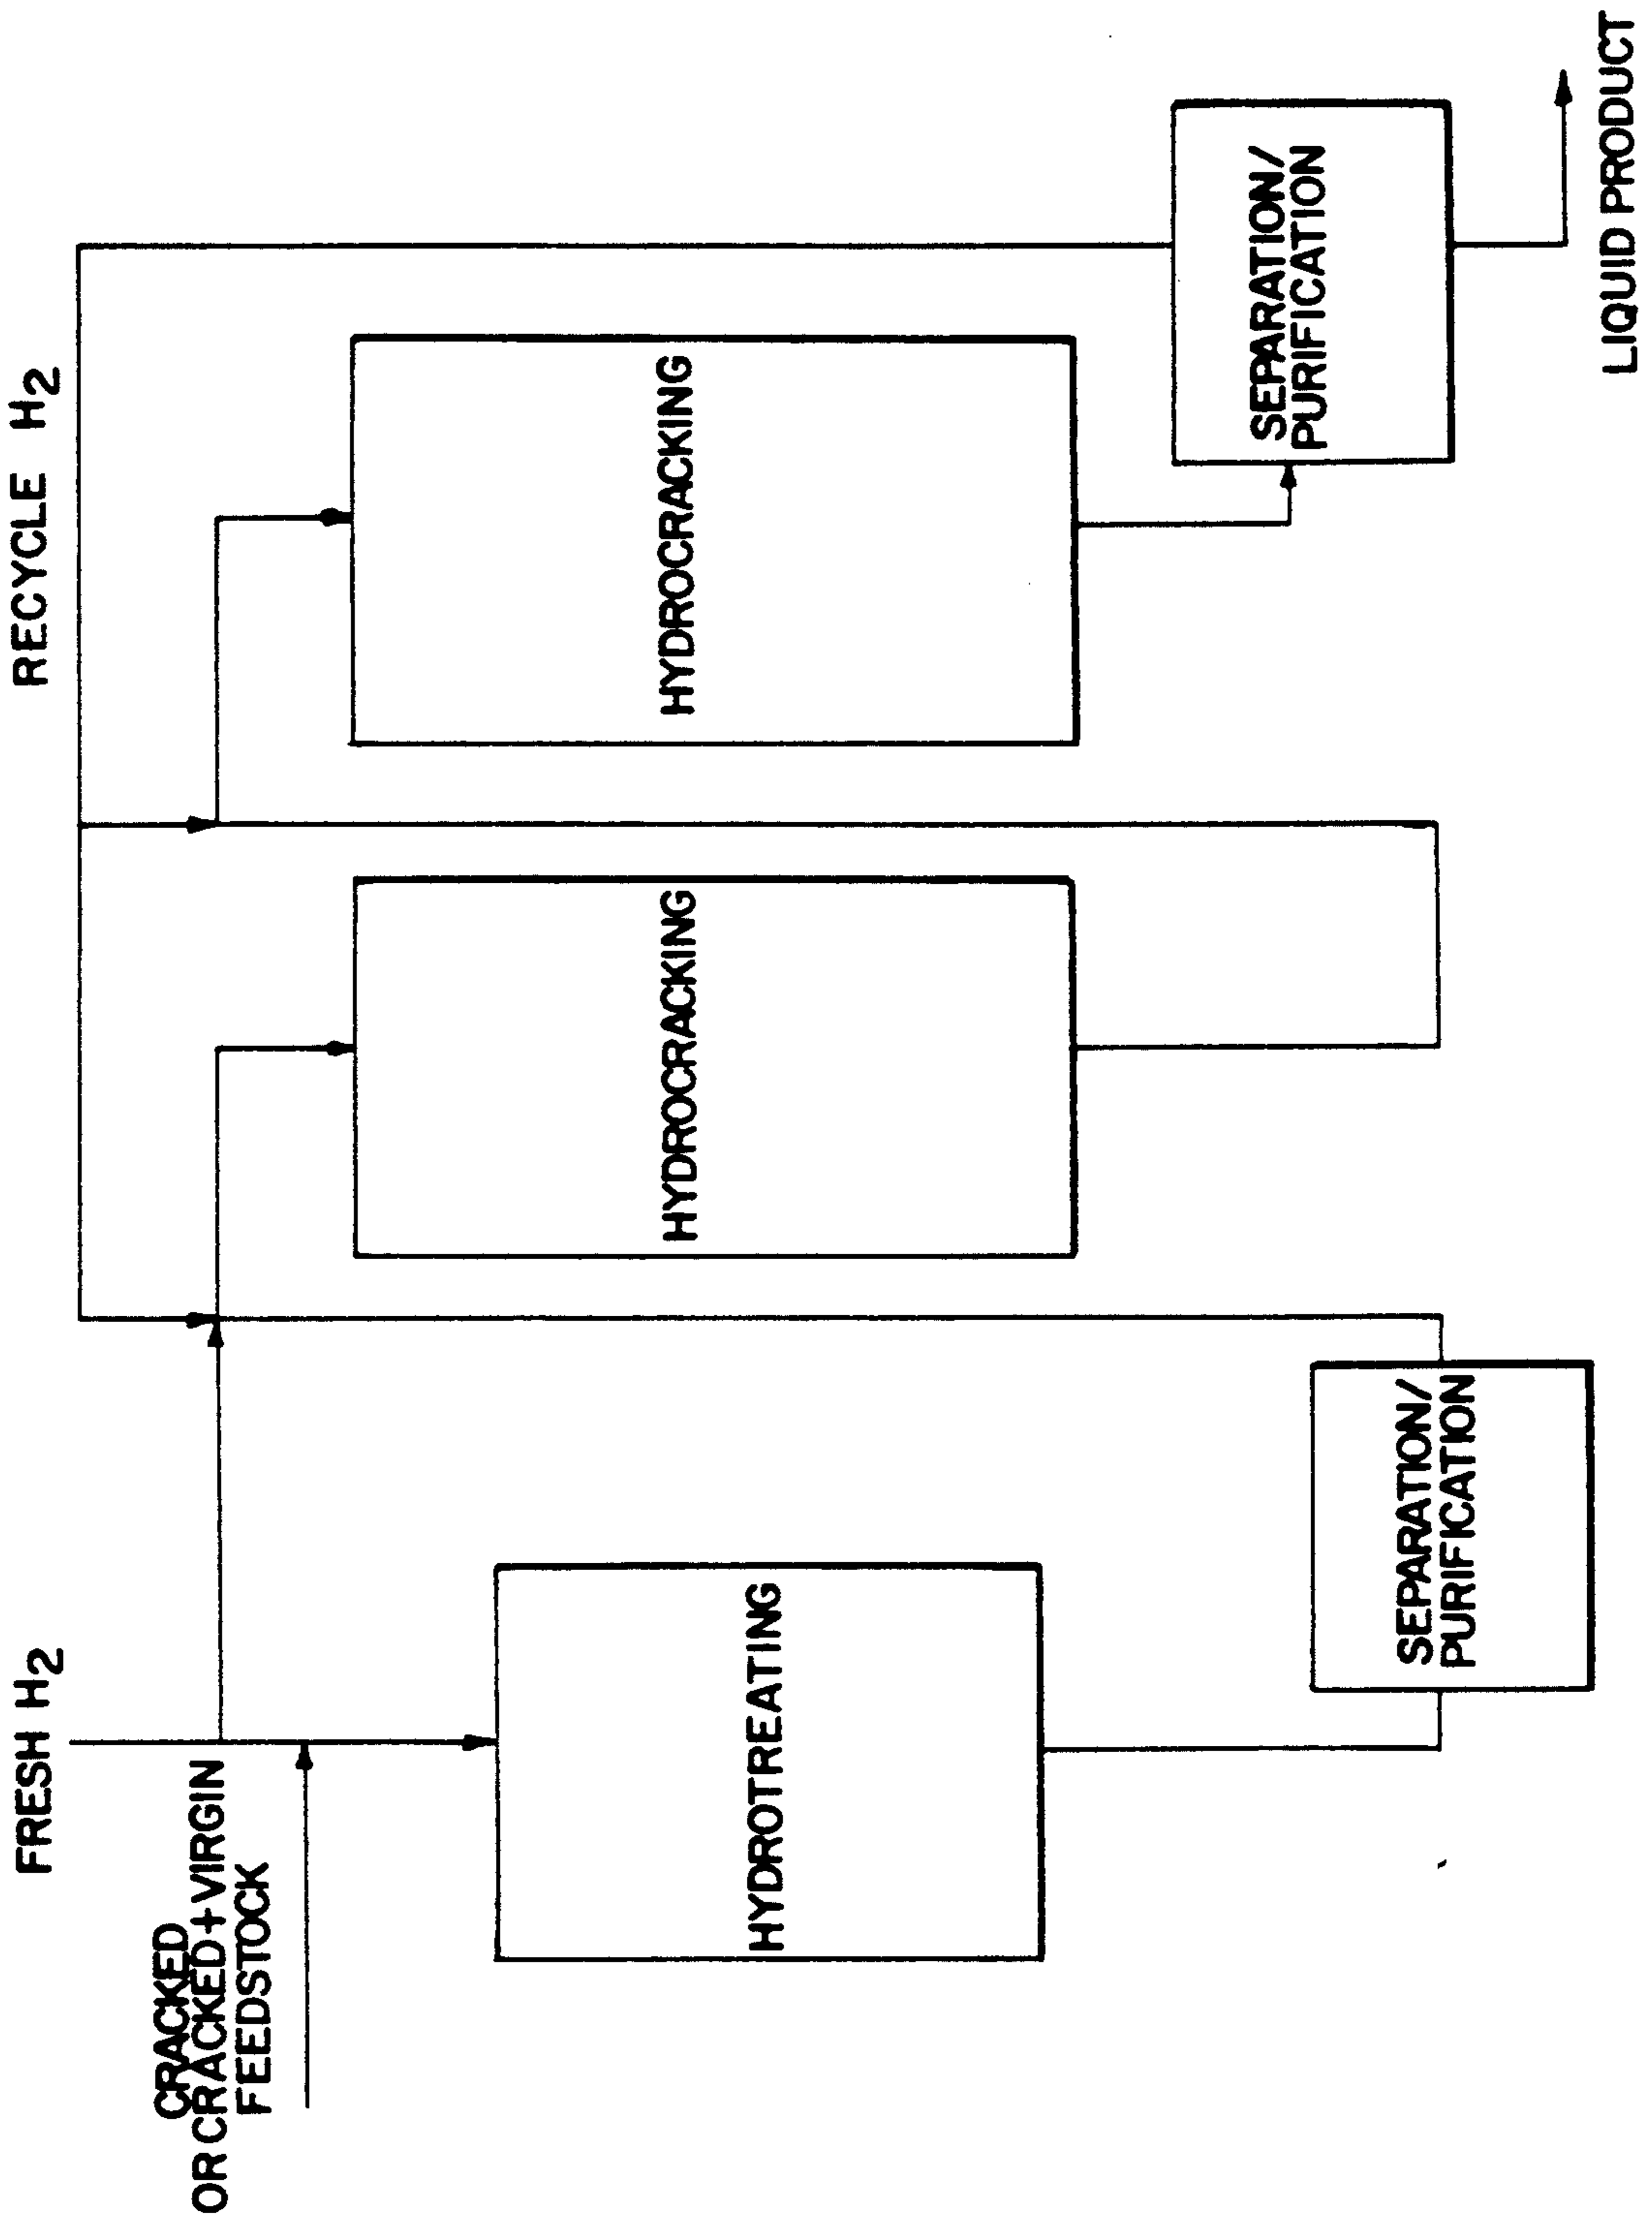 FRESH H2
RECYCLE H2
CRACKED
OR CRACKED+VIRGIN
FEEDSTOCK
HYDROTREATING
HYDROCRACKING
HYDROCRACKING
SEPARATION/
PURIFICATION
SEPARATION/
PURIFICATION
LIQUID PRODUCT